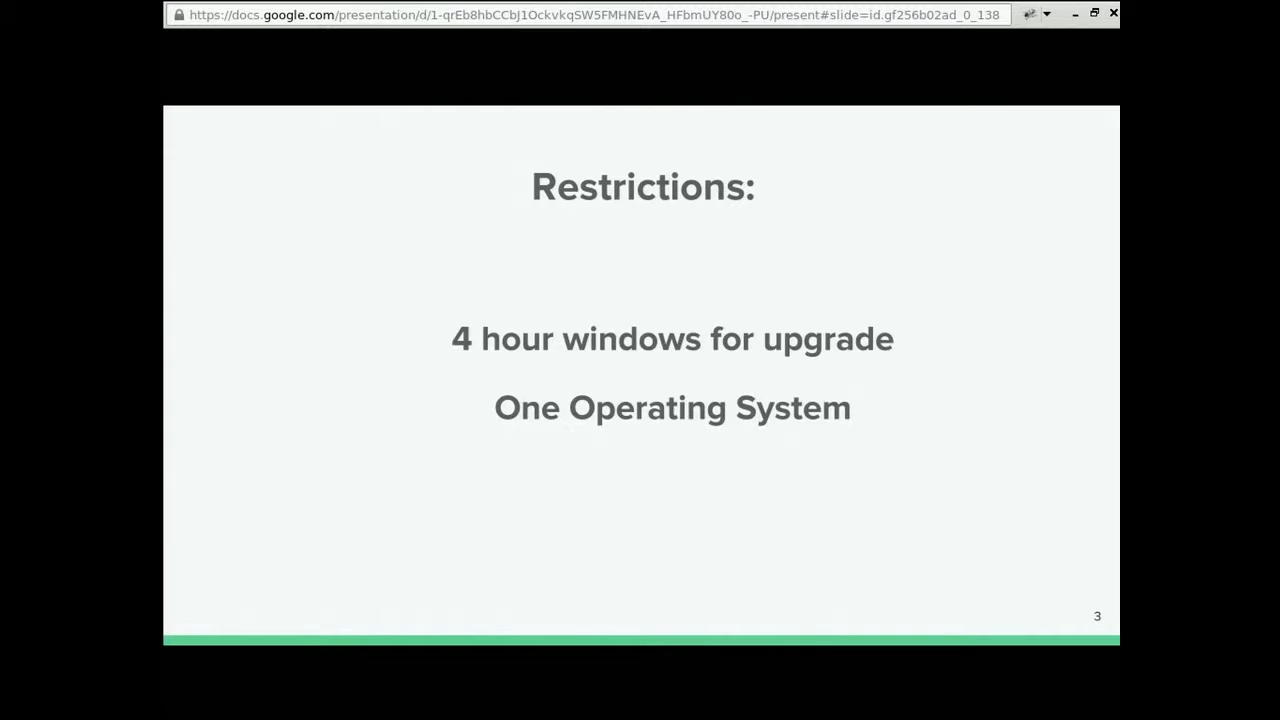 https://docs.google.com/presentation/d/1-qrEb8hbCCbJ1OckvkqSW5FMHNEvA_HFbmUY80o_-PU/present#slide=id.gf256b02ad_0_138
Restrictions:
4 hour windows for upgrade
One Operating System
3